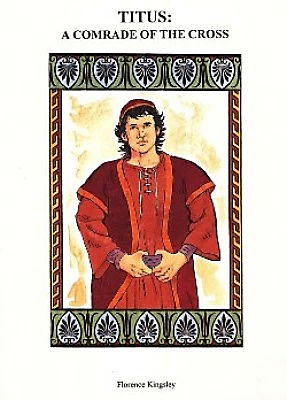 TITUS:
A COMRADE OF THE CROSS
Florence Kingsley